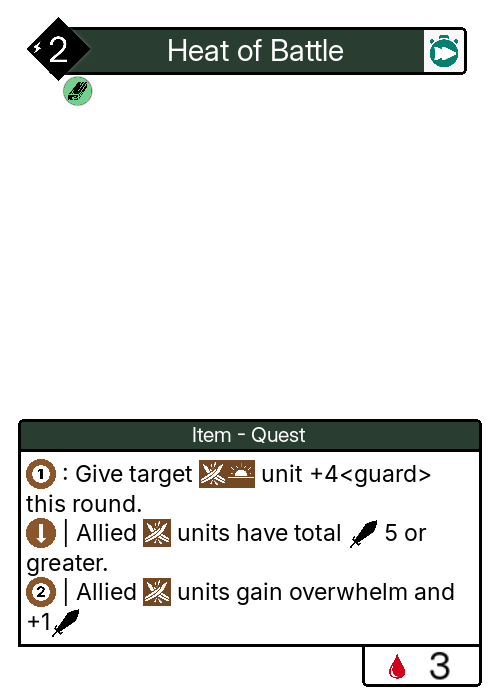 2
Heat of Battle
Item - Quest
1 : Give target unit +4<guard>
this round.
| Allied units have total 5 or
greater.
2 | Allied units gain overwhelm and
+1
3